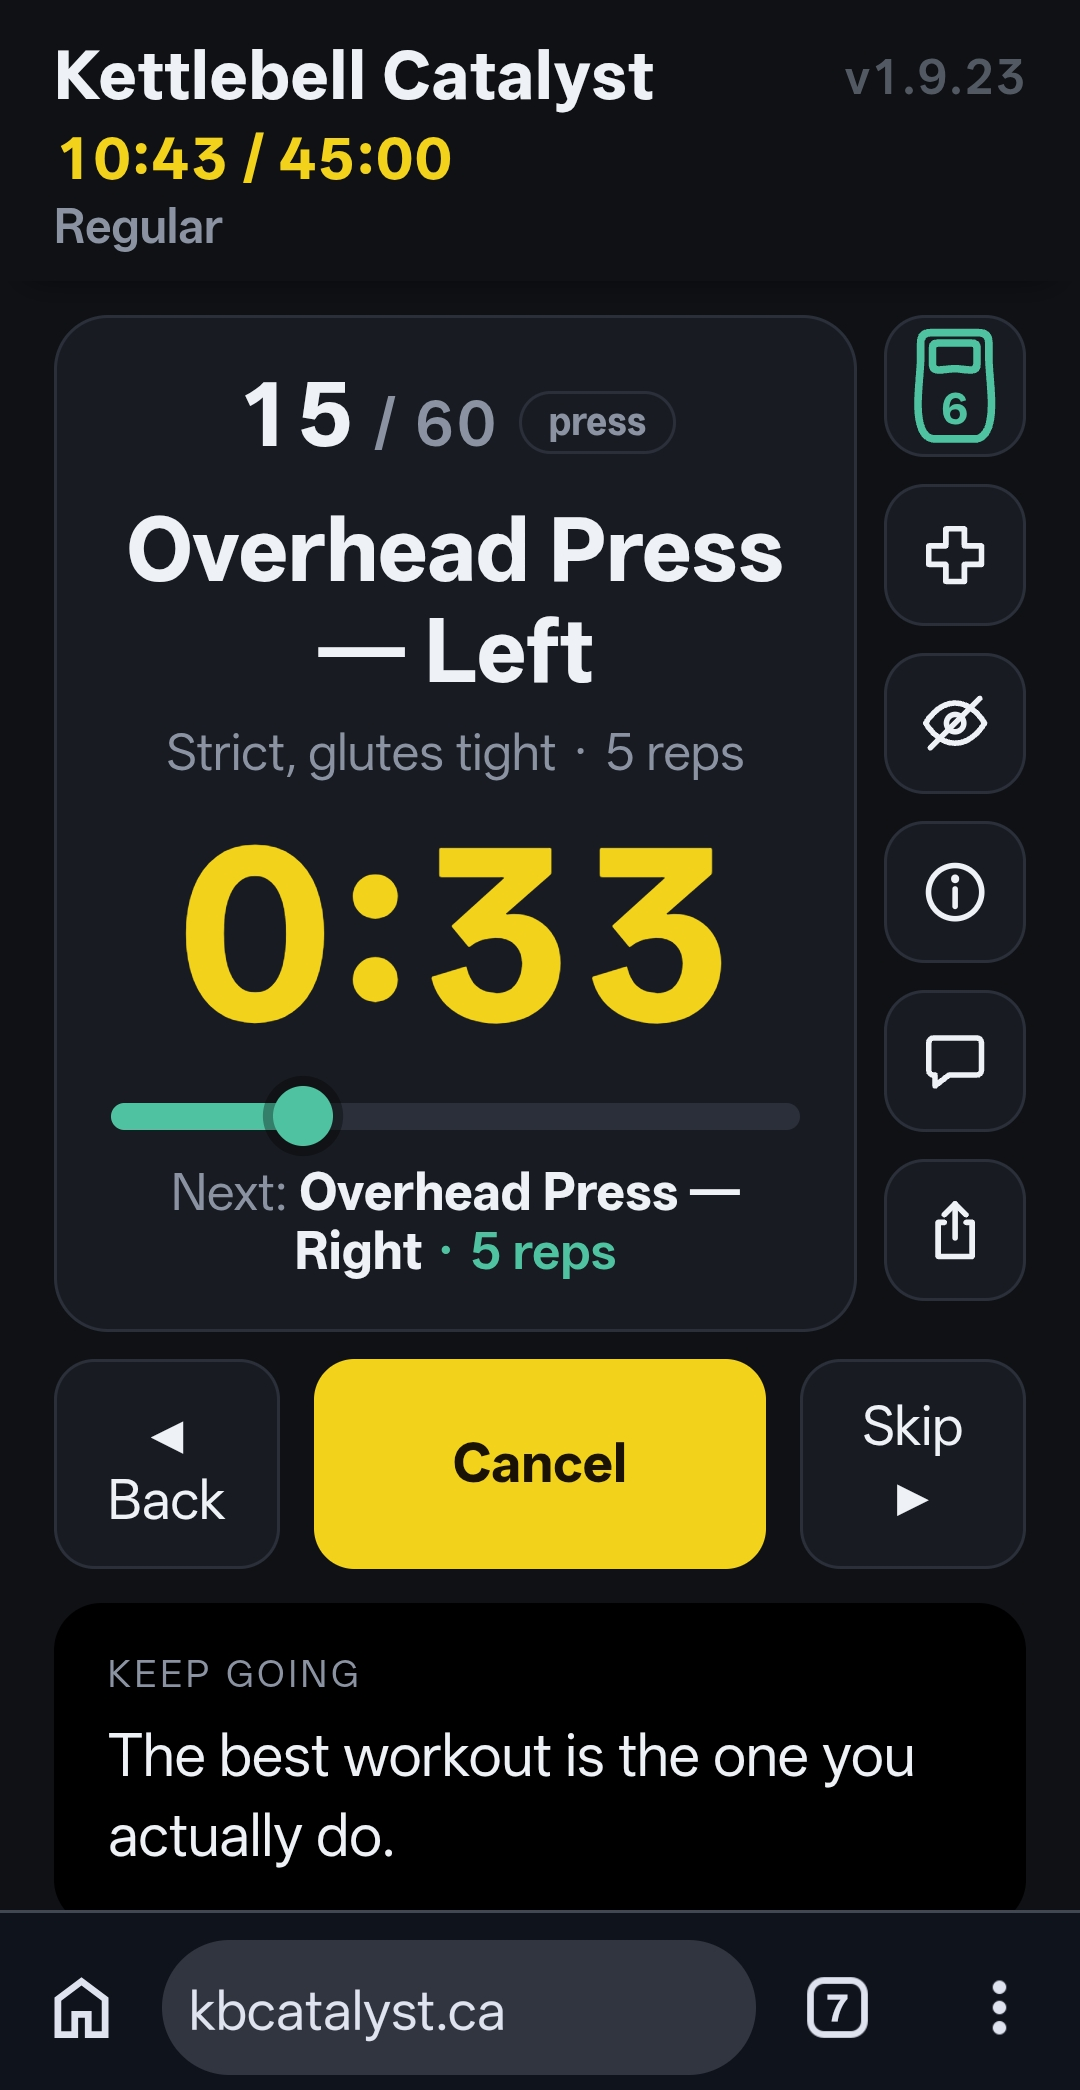 Kettlebell Catalyst
v1.9.23
10:43 / 45:00
Regular
15 / 60 press
6
Overhead Press
— Left
Strict, glutes tight · 5 reps
0:33
Next: Overhead Press —
Right · 5 reps
◀
Back
Cancel
Skip
▶
KEEP GOING
The best workout is the one you
actually do.
kbcatalyst.ca
7